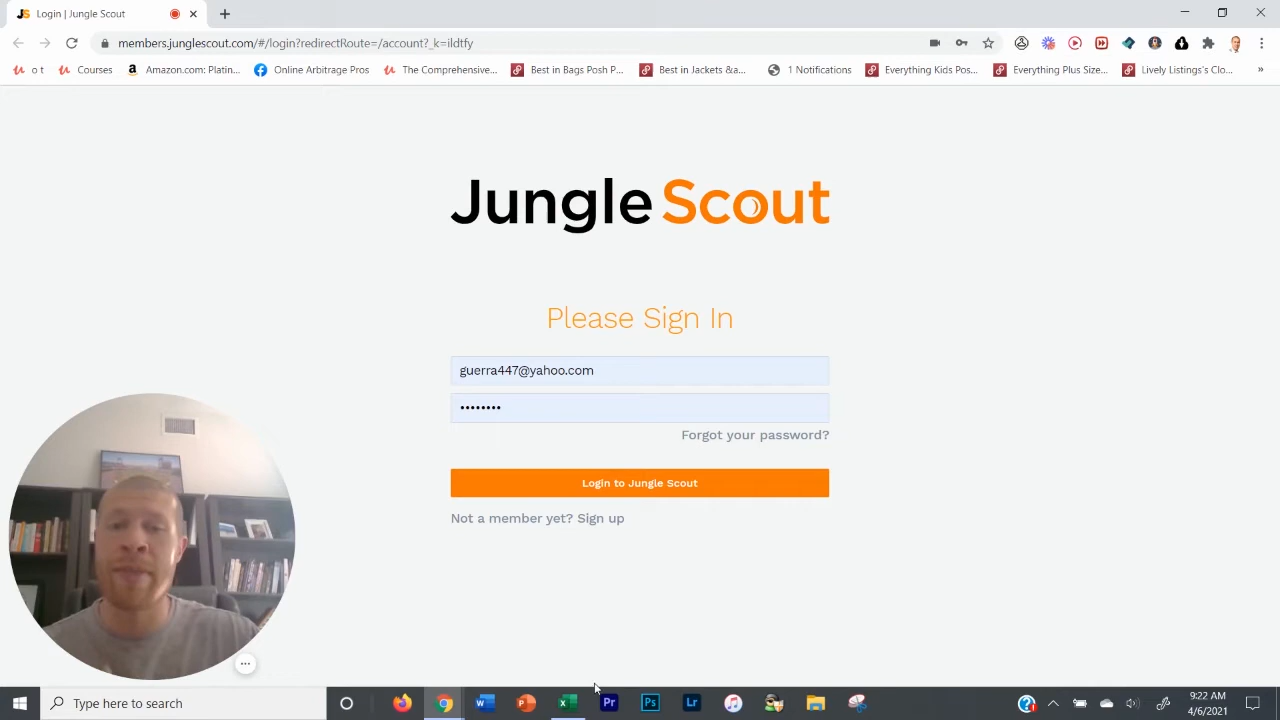 Login | Jungle Scout
members.junglescout.com/#/login?redirectRoute=/account?_k=ildtfy
o t
Courses
Amazon.com: Platin...
Online Arbitrage Pros
The Comprehensive...
Best in Bags Posh P...
Best in Jackets &a...
1 Notifications
Everything Kids Pos...
Everything Plus Size...
Lively Listings's Clo...
»
Jungle Scout
Please Sign In
guerra447@yahoo.com
••••••••
Forgot your password?
Login to Jungle Scout
Not a member yet? Sign up
Type here to search
W
P
X
Pr
Ps
Lr
9:22 AM
4/6/2021